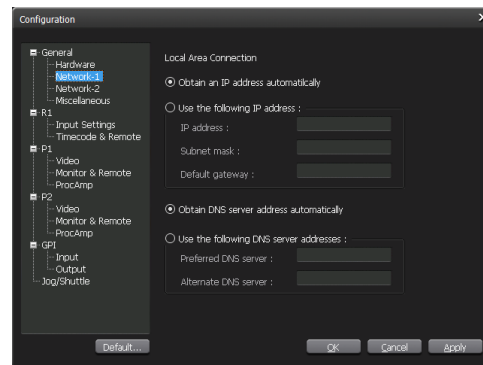 Configuration
General
Hardware
Network-1
Network-2
Miscellaneous
R1
Input Settings
Timecode & Remote
P1
Video
Monitor & Remote
ProcAmp
P2
Video
Monitor & Remote
ProcAmp
GPI
Input
Output
Jog/Shuttle
Default...
Local Area Connection
Obtain an IP address automatilcally
Use the following IP address :
IP address :
Subnet mask :
Default gateway :
Obtain DNS server address automatically
Use the following DNS server addresses :
Preferred DNS server :
Alternate DNS server :
OK Cancel Apply